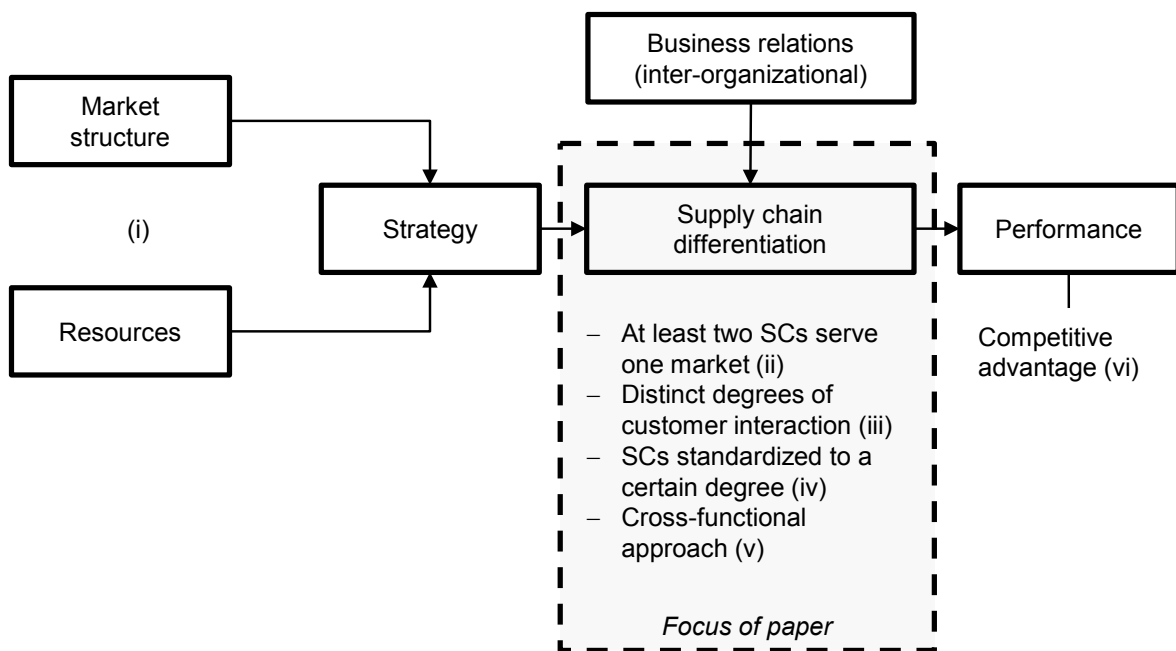 Business relations
(inter-organizational)
Market
structure
(i)
Resources
Strategy
Supply chain
differentiation
Performance
– At least two SCs serve
one market (ii)
– Distinct degrees of
customer interaction (iii)
– SCs standardized to a
certain degree (iv)
– Cross-functional
approach (v)
Competitive
advantage (vi)
Focus of paper